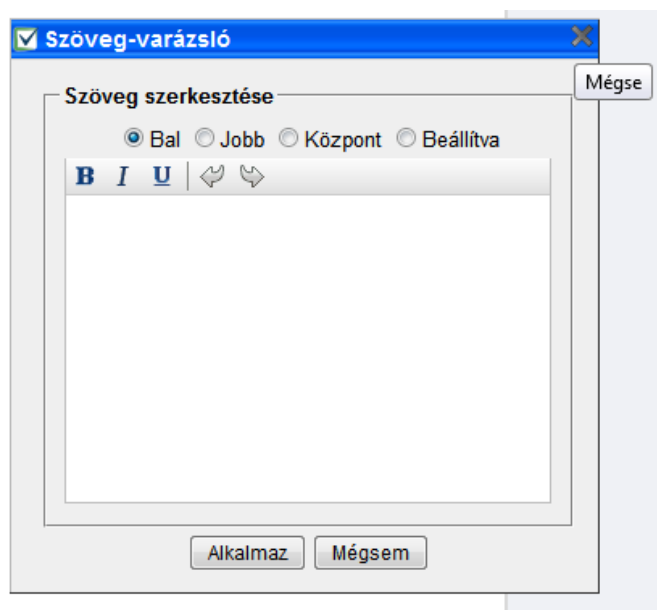 Szöveg-varázsló
Mégse
Szöveg szerkesztése
Bal Jobb Központ Beállítva
B I U
Alkalmaz Mégsem